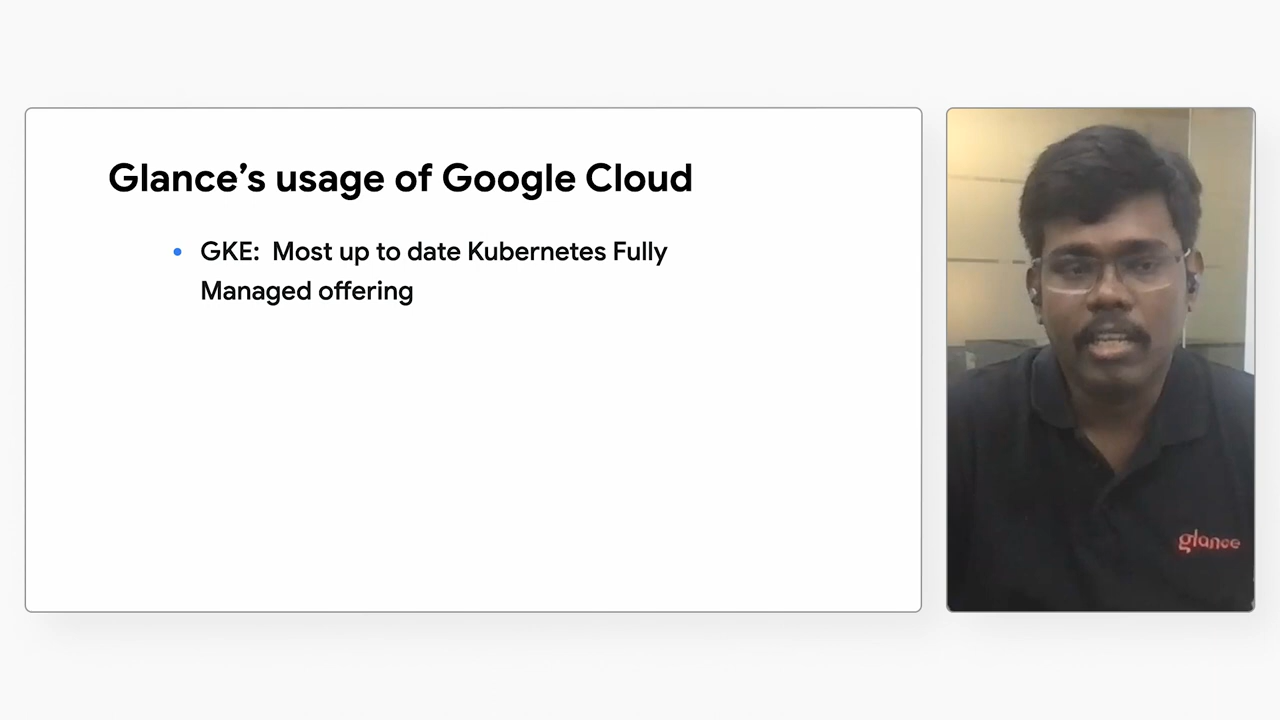 Glance’s usage of Google Cloud
• GKE:  Most up to date Kubernetes Fully
Managed offering
glance